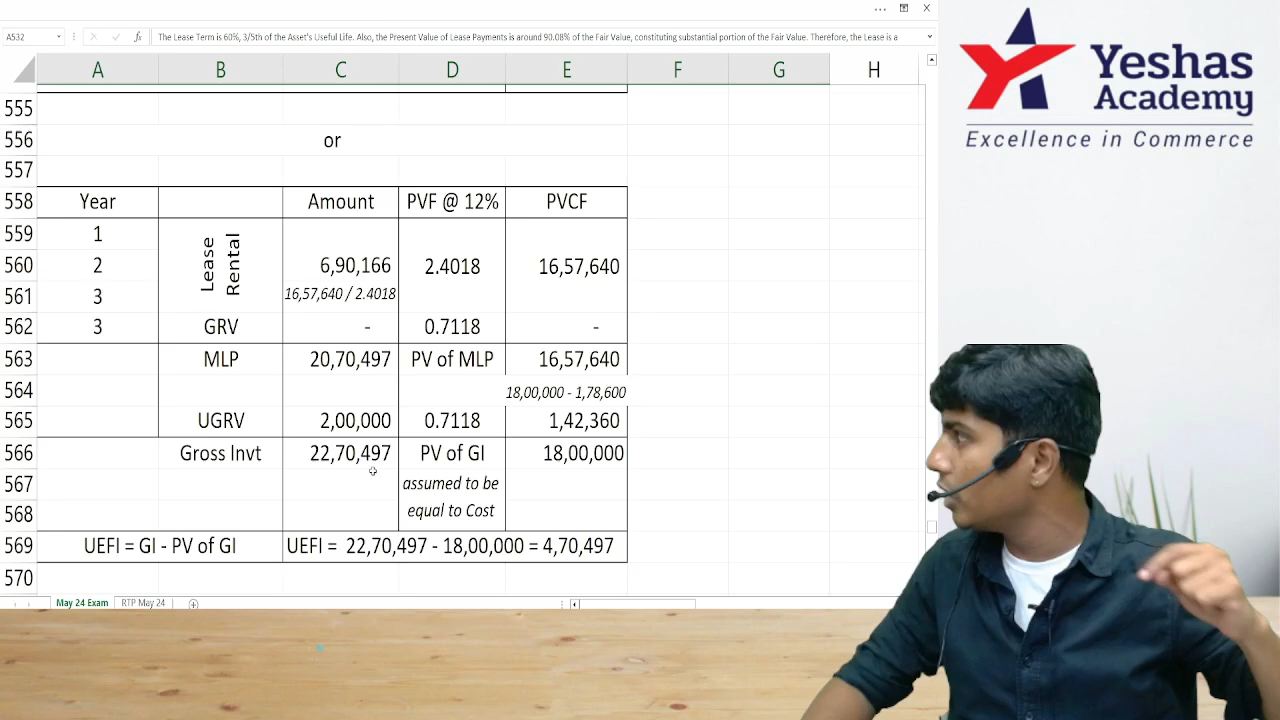 A532
fx
The Lease Term is 60%, 3/5th of the Asset's Useful Life. Also, the Present Value of Lease Payments is around 90.08% of the Fair Value, constituting substantial portion of the Fair Value. Therefore, the Lease is a
A B C D E F G H
555
556 or
557
558 Year Amount PVF @ 12% PVCF
559 1
Lease
Rental
560 2 6,90,166 2.4018 16,57,640
561 3 16,57,640 / 2.4018
562 3 GRV - 0.7118 -
563 MLP 20,70,497 PV of MLP 16,57,640
564 18,00,000 - 1,78,600
565 UGRV 2,00,000 0.7118 1,42,360
566 Gross Invt 22,70,497 PV of GI 18,00,000
567 assumed to be
568 equal to Cost
569 UEFI = GI - PV of GI UEFI = 22,70,497 - 18,00,000 = 4,70,497
570
May 24 Exam RTP May 24
Yeshas
Academy
Excellence in Commerce